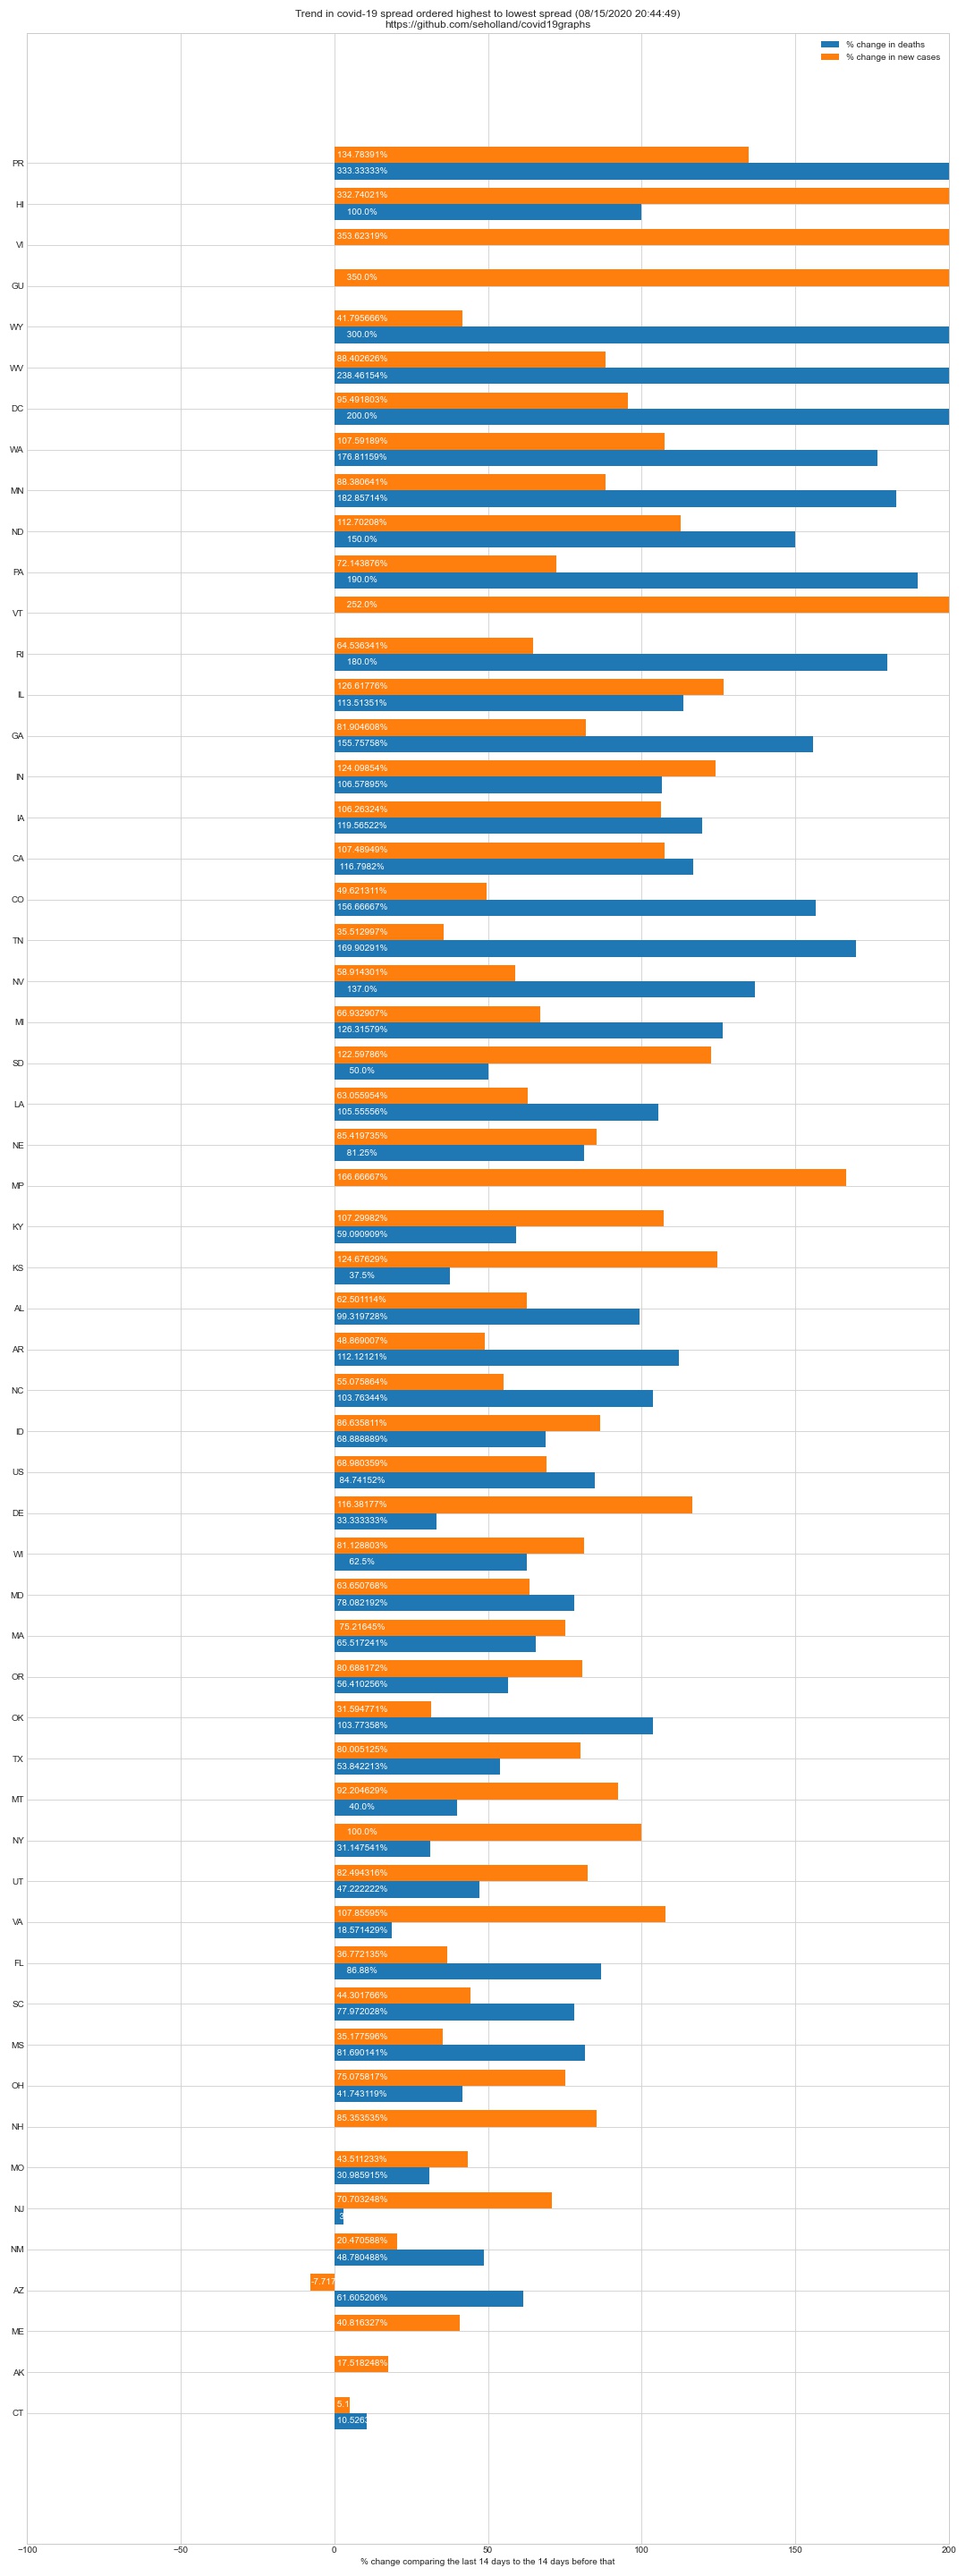 Trend in covid-19 spread ordered highest to lowest spread (08/15/2020 20:44:49)
https://github.com/seholland/covid19graphs
% change in deaths
% change in new cases
134.78391%
PR
333.33333%
332.74021%
HI
100.0%
353.62319%
VI
350.0%
GU
41.795666%
WY
300.0%
88.402626%
WV
238.46154%
95.491803%
DC
200.0%
107.59189%
WA
176.81159%
88.380641%
MN
182.85714%
112.70208%
ND
150.0%
72.143876%
PA
190.0%
252.0%
VT
64.536341%
RI
180.0%
126.61776%
IL
113.51351%
81.904608%
GA
155.75758%
124.09854%
IN
106.57895%
106.26324%
IA
119.56522%
107.48949%
CA
116.7982%
49.621311%
CO
156.66667%
35.512997%
TN
169.90291%
58.914301%
NV
137.0%
66.932907%
MI
126.31579%
122.59786%
SD
50.0%
63.055954%
LA
105.55556%
85.419735%
NE
81.25%
166.66667%
MP
107.29982%
KY
59.090909%
124.67629%
KS
37.5%
62.501114%
AL
99.319728%
48.869007%
AR
112.12121%
55.075864%
NC
103.76344%
86.635811%
ID
68.888889%
68.980359%
US
84.74152%
116.38177%
DE
33.333333%
81.128803%
WI
62.5%
63.650768%
MD
78.082192%
75.21645%
MA
65.517241%
80.688172%
OR
56.410256%
31.594771%
OK
103.77358%
80.005125%
TX
53.842213%
92.204629%
MT
40.0%
100.0%
NY
31.147541%
82.494316%
UT
47.222222%
107.85595%
VA
18.571429%
36.772135%
FL
86.88%
44.301766%
SC
77.972028%
35.177596%
MS
81.690141%
75.075817%
OH
41.743119%
85.353535%
NH
43.511233%
MO
30.985915%
70.703248%
NJ
20.470588%
NM
48.780488%
-7.717
AZ
61.605206%
40.816327%
ME
17.518248%
AK
5.1
CT
10.526
−100
−50
0
50
100
150
200
% change comparing the last 14 days to the 14 days before that